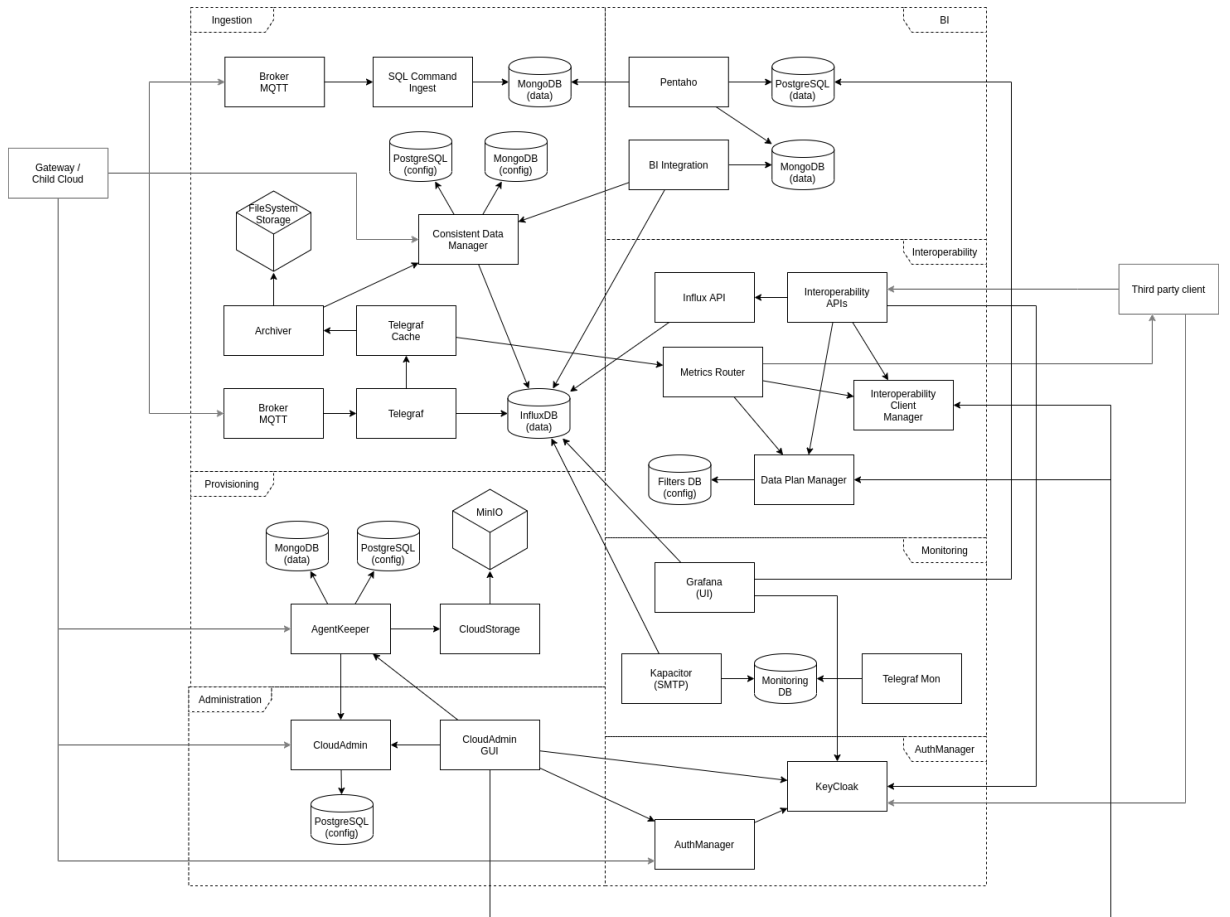 Ingestion
BI
Broker
MQTT
SQL Command
Ingest
MongoDB
(data)
Pentaho
PostgreSQL
(data)
PostgreSQL
(config)
MongoDB
(config)
BI Integration
MongoDB
(data)
Gateway /
Child Cloud
FileSystem
Storage
Consistent Data
Manager
Interoperability
Influx API
Interoperability
APIs
Third party client
Archiver
Telegraf
Cache
Metrics Router
Broker
MQTT
Telegraf
InfluxDB
(data)
Interoperability
Client
Manager
Filters DB
(config)
Data Plan Manager
Provisioning
MinIO
MongoDB
(data)
PostgreSQL
(config)
Monitoring
Grafana
(UI)
AgentKeeper
CloudStorage
Kapacitor
(SMTP)
Monitoring
DB
Telegraf Mon
Administration
CloudAdmin
CloudAdmin
GUI
AuthManager
KeyCloak
PostgreSQL
(config)
AuthManager